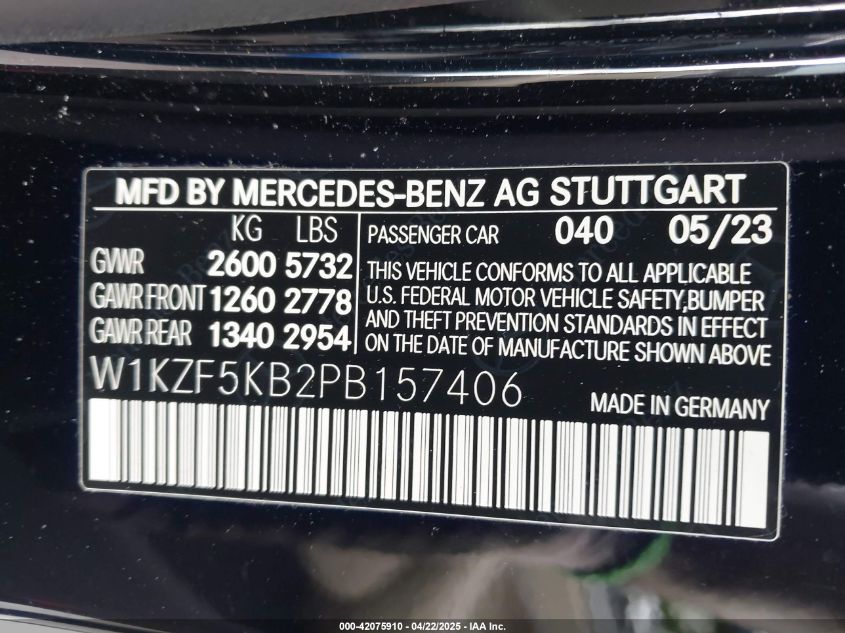 MFD BY MERCEDES-BENZ AG STUTTGART
KG LBS
GVWR 2600 5732
GAWR FRONT 1260 2778
GAWR REAR 1340 2954
PASSENGER CAR 040 05/23
THIS VEHICLE CONFORMS TO ALL APPLICABLE
U.S. FEDERAL MOTOR VEHICLE SAFETY,BUMPER
AND THEFT PREVENTION STANDARDS IN EFFECT
ON THE DATE OF MANUFACTURE SHOWN ABOVE
W1KZF5KB2PB157406
MADE IN GERMANY
000-42075910 - 04/22/2025 - IAA Inc.